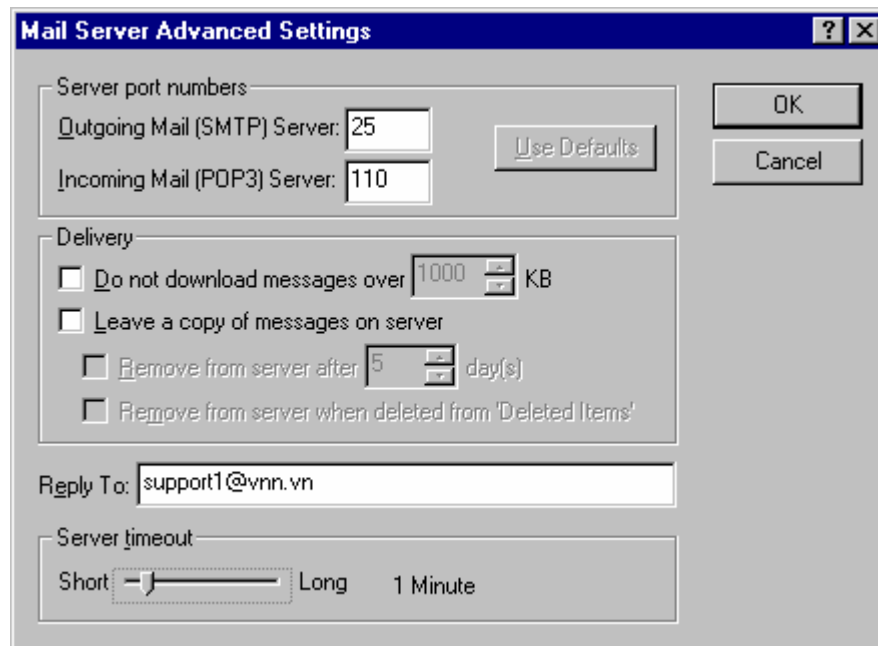 Mail Server Advanced Settings
Server port numbers
Outgoing Mail (SMTP) Server: 25
Use Defaults
Incoming Mail (POP3) Server: 110
OK
Cancel
Delivery
Do not download messages over 1000 KB
Leave a copy of messages on server
Remove from server after 5 day(s)
Remove from server when deleted from 'Deleted Items'
Reply To: support1@vnn.vn
Server timeout
Short Long 1 Minute